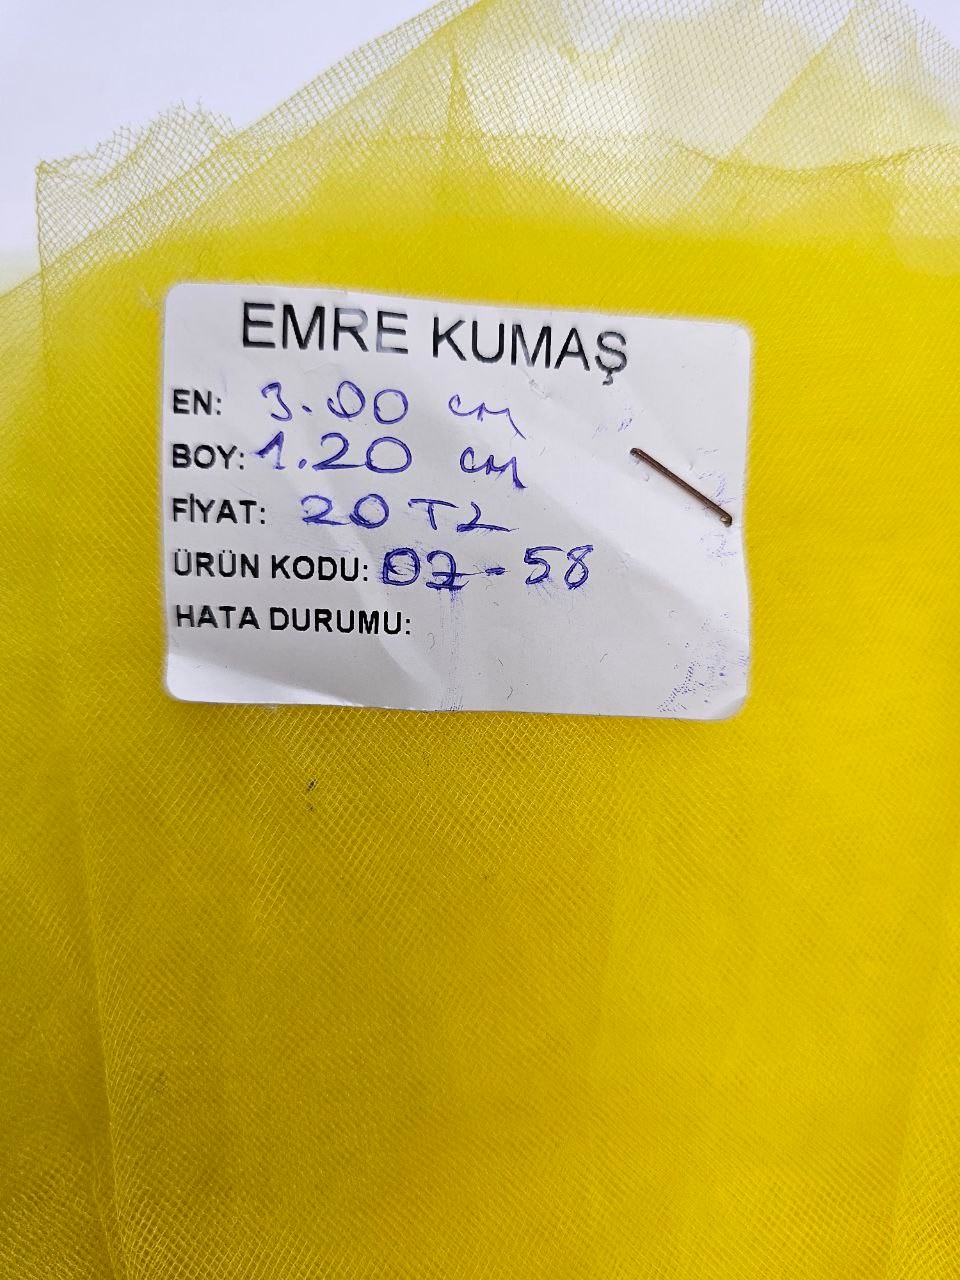 EMRE KUMAŞ
EN: 3.00 cm
BOY: 1.20 cm
FİYAT: 20 TL
ÜRÜN KODU: 07-58
HATA DURUMU: